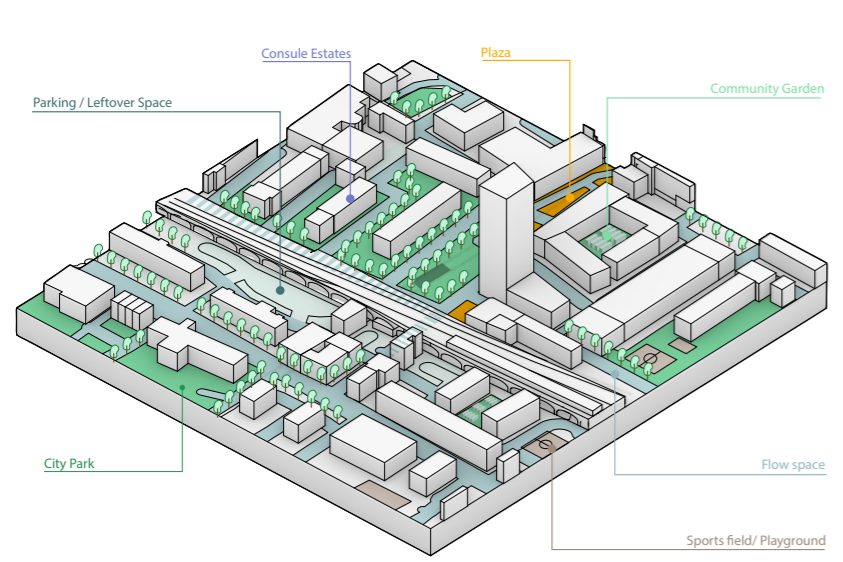 Consule Estates
Plaza
Community Garden
Parking / Leftover Space
City Park
Flow space
Sports field/ Playground